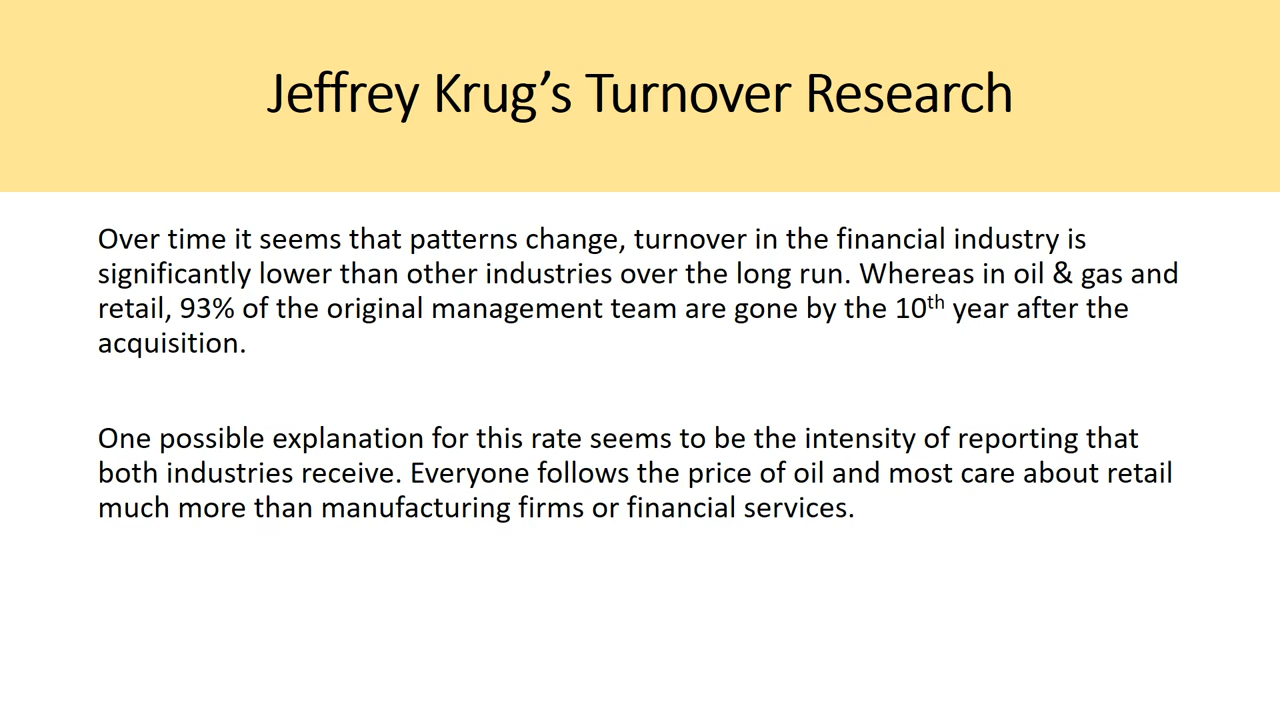 Jeffrey Krug’s Turnover Research
Over time it seems that patterns change, turnover in the financial industry is
significantly lower than other industries over the long run. Whereas in oil & gas and
retail, 93% of the original management team are gone by the 10th year after the
acquisition.
One possible explanation for this rate seems to be the intensity of reporting that
both industries receive. Everyone follows the price of oil and most care about retail
much more than manufacturing firms or financial services.